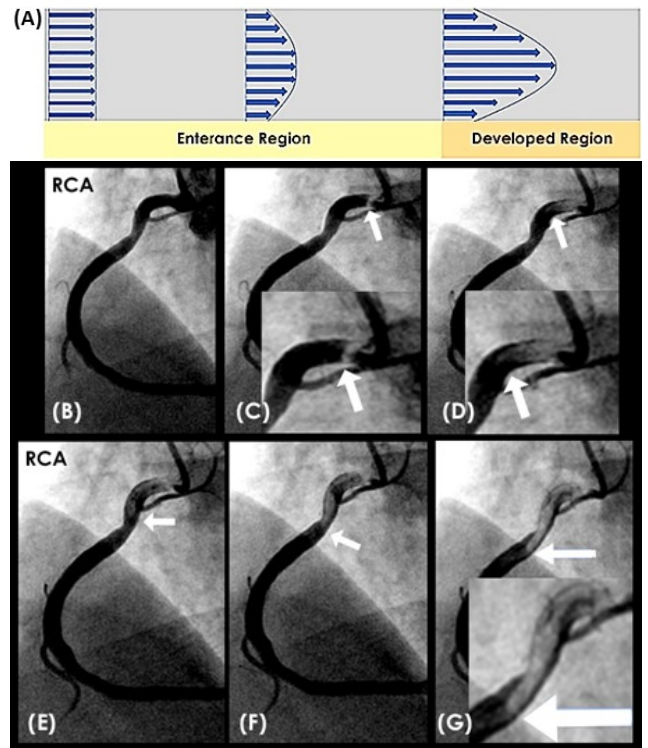 (A)
Enterance Region
Developed Region
RCA
(B)
(C)
(D)
RCA
(E)
(F)
(G)